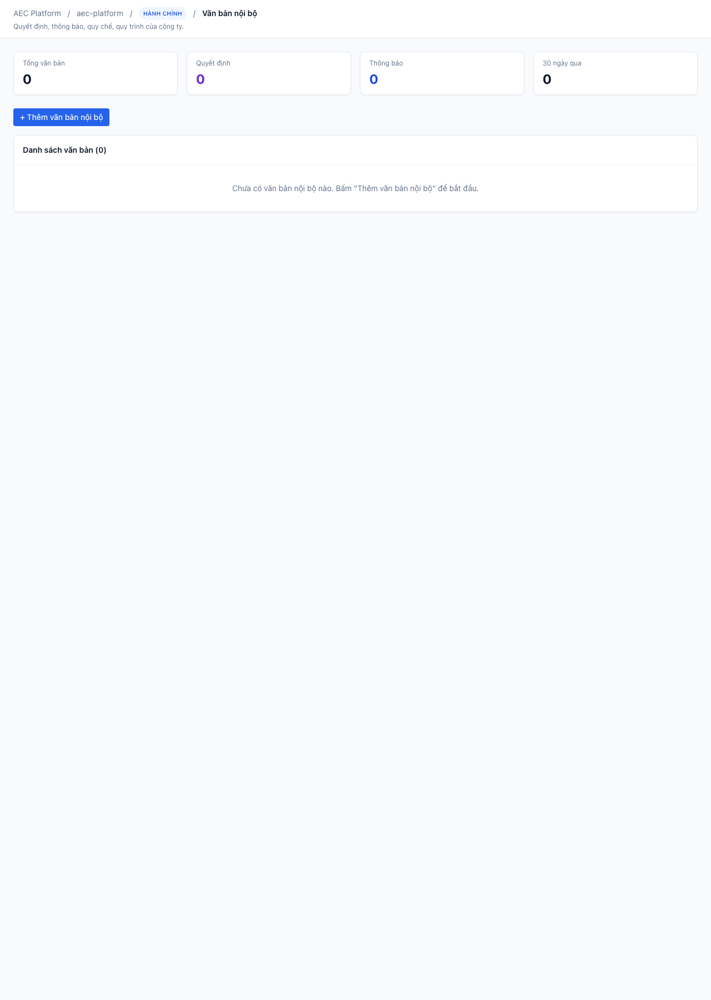 AEC Platform / aec-platform / HÀNH CHÍNH / Văn bản nội bộ
Quyết định, thông báo, quy chế, quy trình của công ty.
Tổng văn bản
0
Quyết định
0
Thông báo
0
30 ngày qua
0
+ Thêm văn bản nội bộ
Danh sách văn bản (0)
Chưa có văn bản nội bộ nào. Bấm "Thêm văn bản nội bộ" để bắt đầu.